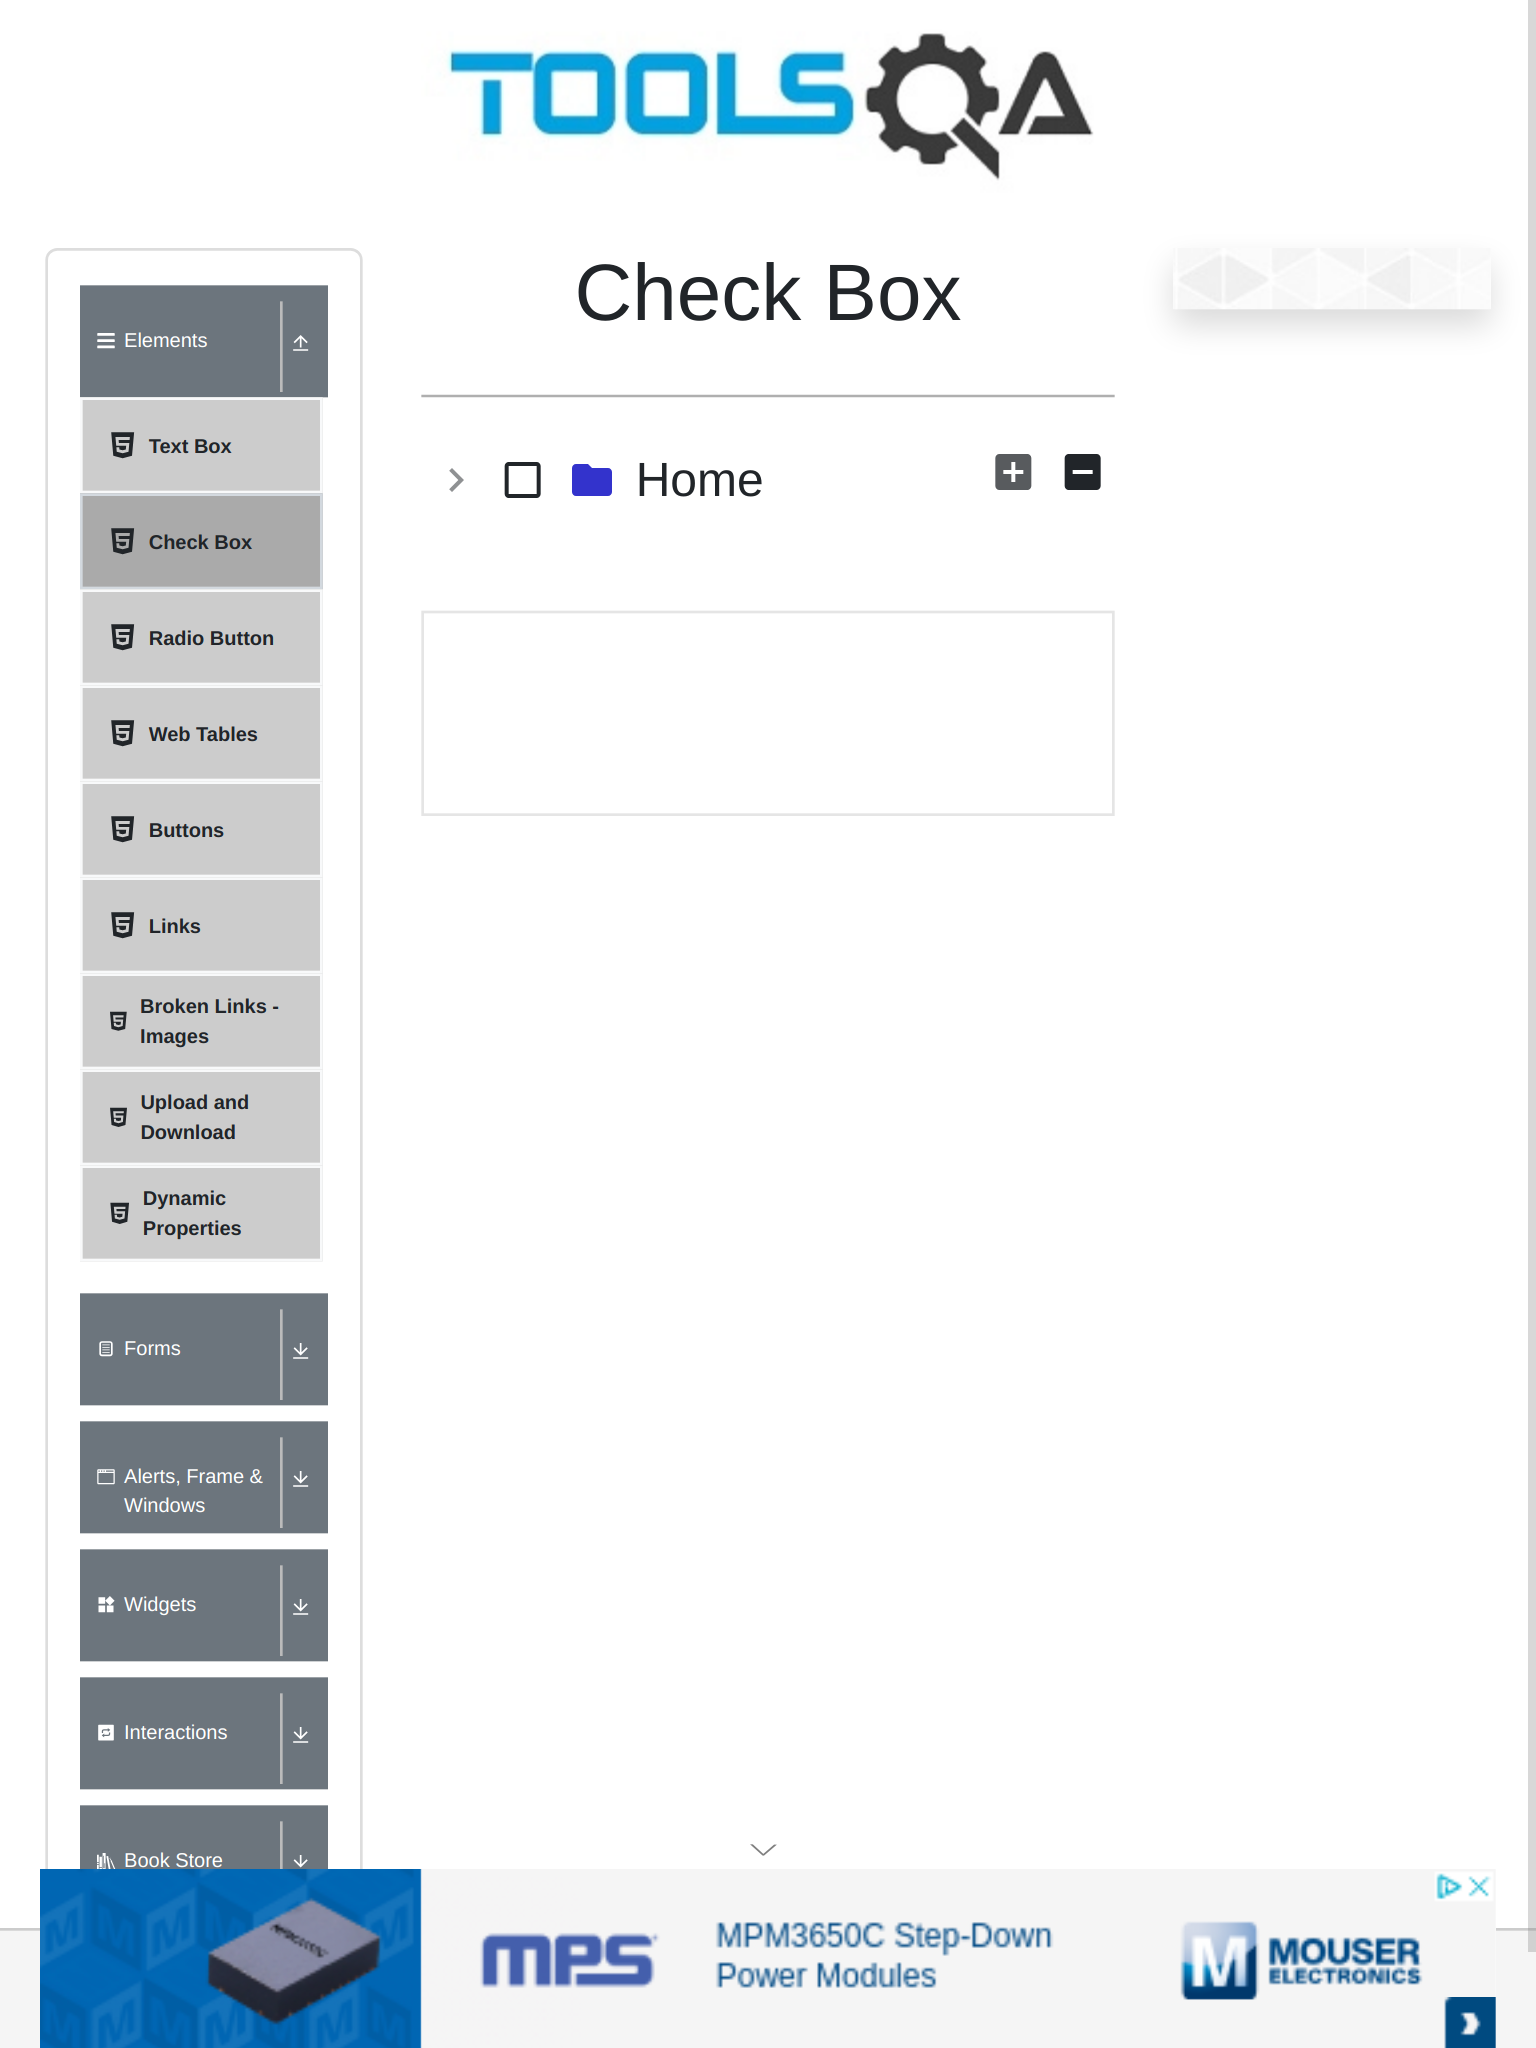 TOOLSQA
Check Box
Elements
Text Box
Check Box
Radio Button
Web Tables
Buttons
Links
Broken Links -
Images
Upload and
Download
Dynamic
Properties
Forms
Alerts, Frame &
Windows
Widgets
Interactions
Book Store
Home
MPM3650C
mps
MPM3650C Step-Down
Power Modules
M
MOUSER
ELECTRONICS